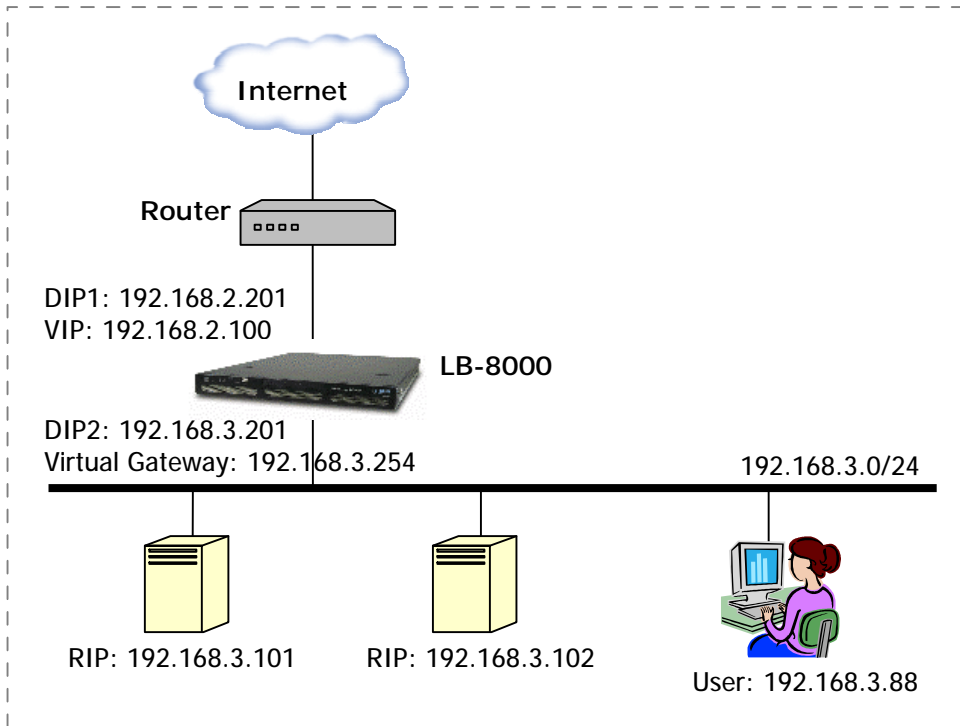 Internet
Router
DIP1: 192.168.2.201
VIP: 192.168.2.100
LB-8000
DIP2: 192.168.3.201
Virtual Gateway: 192.168.3.254
192.168.3.0/24
RIP: 192.168.3.101
RIP: 192.168.3.102
User: 192.168.3.88